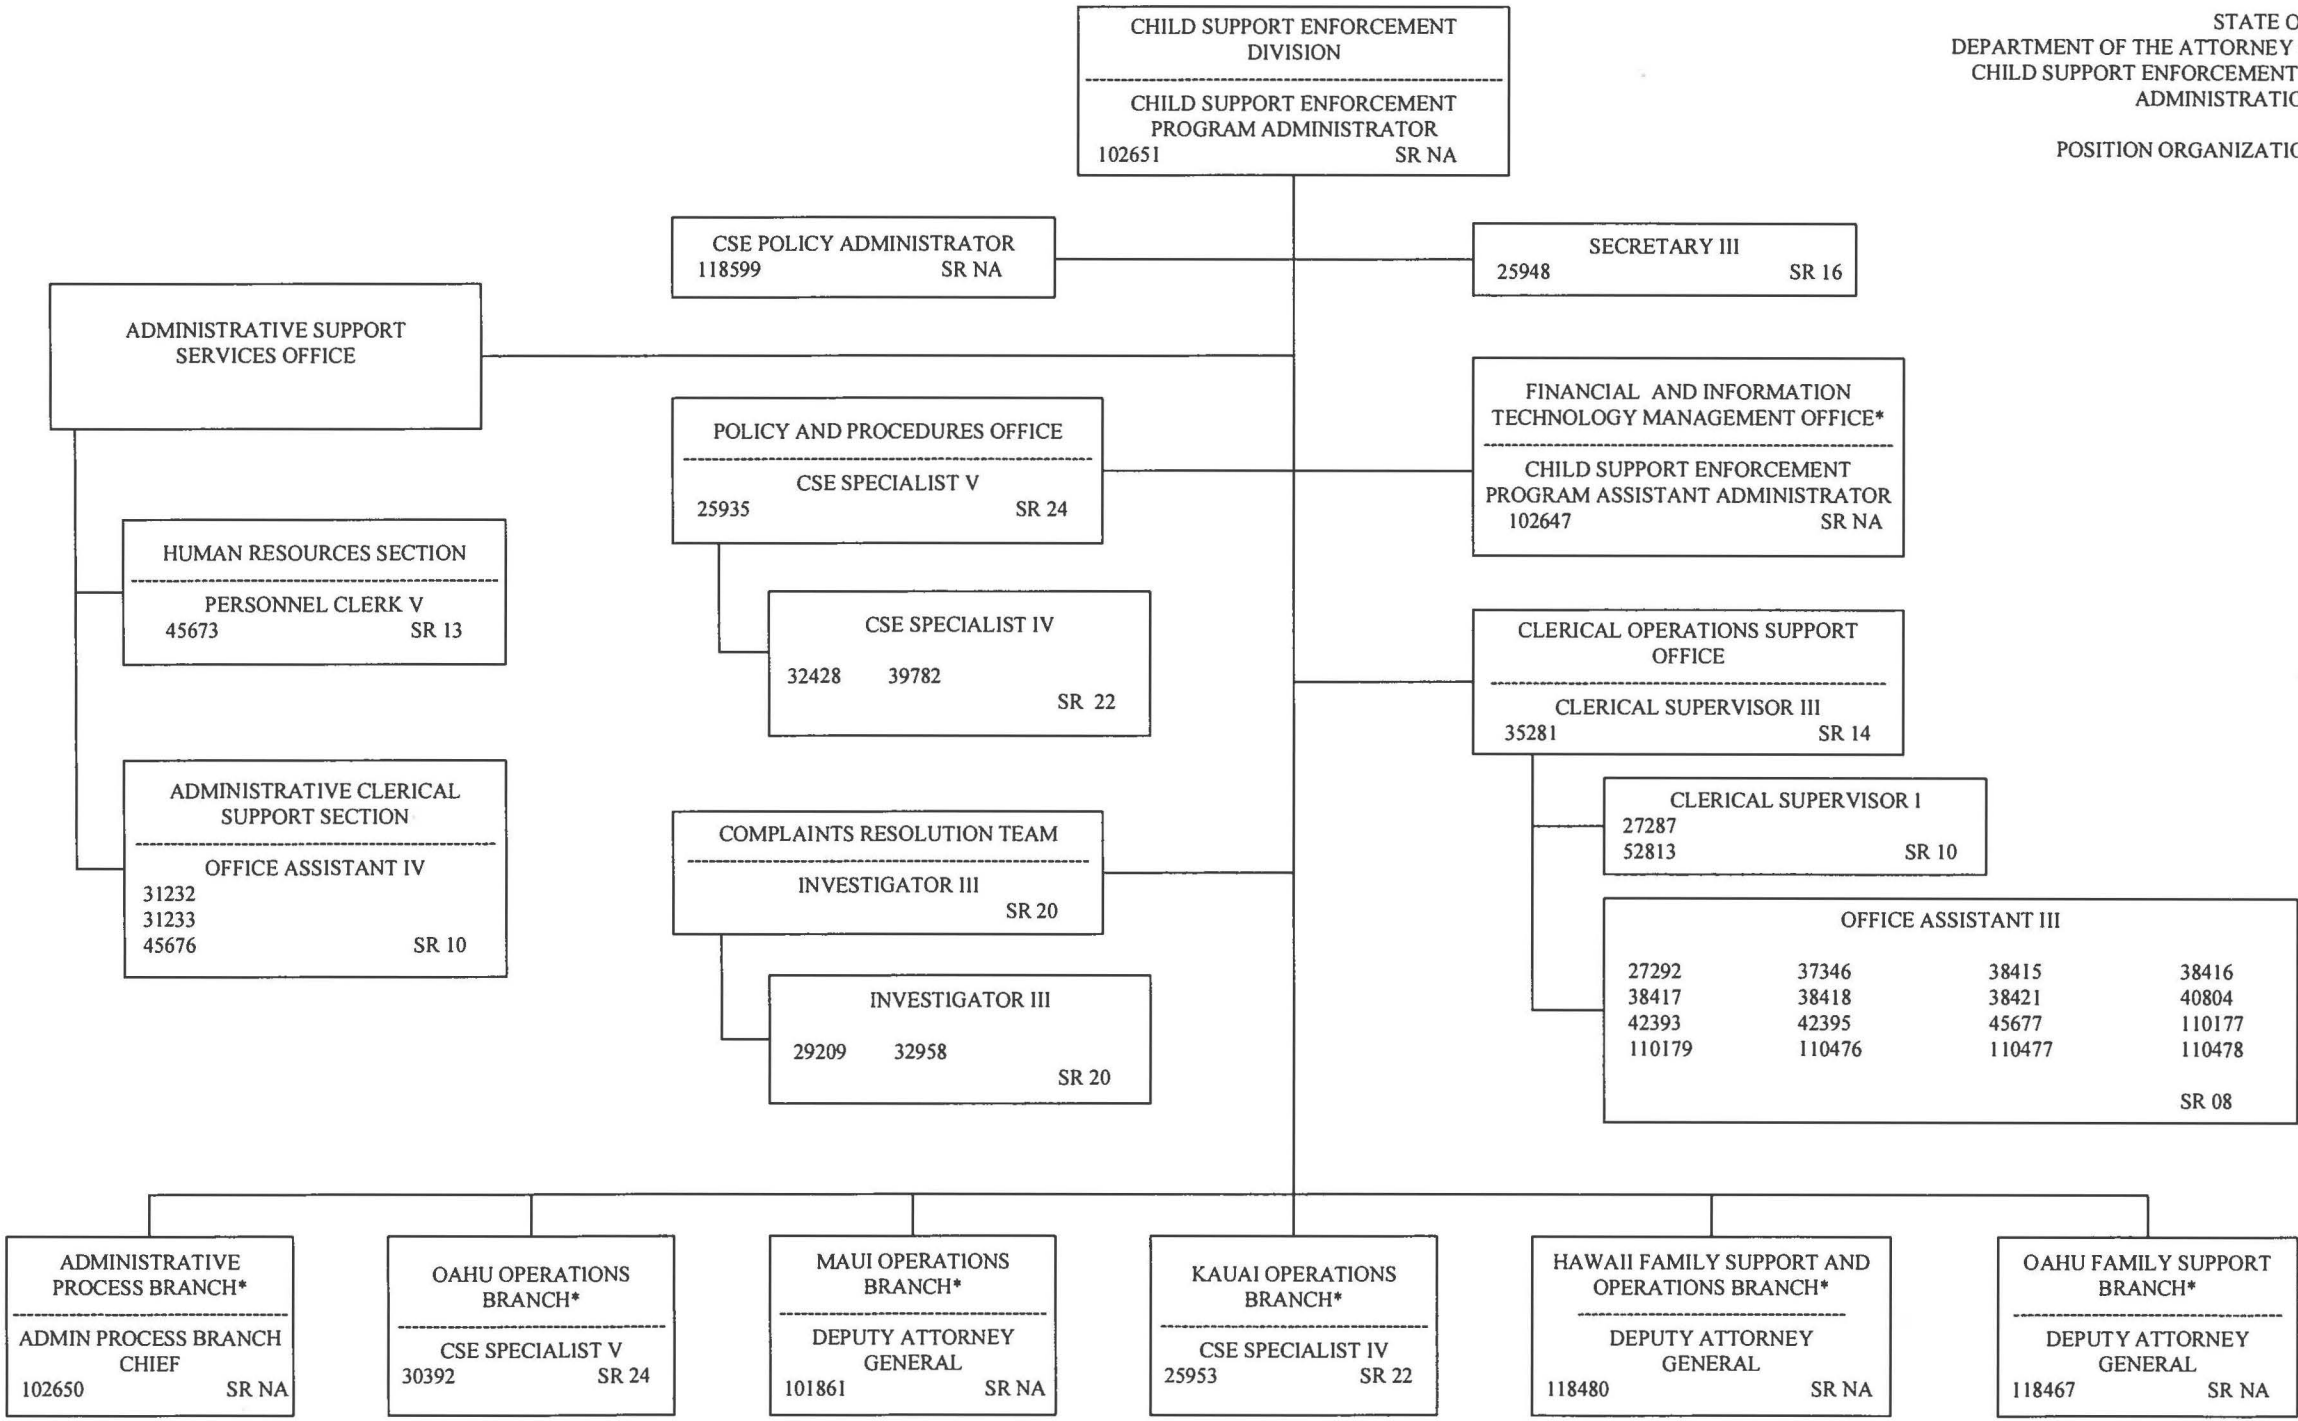 CHILD SUPPORT ENFORCEMENT
DIVISION
CHILD SUPPORT ENFORCEMENT
PROGRAM ADMINISTRATOR
102651 SR NA
STATE O
DEPARTMENT OF THE ATTORNEY
CHILD SUPPORT ENFORCEMENT
ADMINISTRATIO
POSITION ORGANIZATIO
CSE POLICY ADMINISTRATOR
118599 SR NA
SECRETARY III
25948 SR 16
ADMINISTRATIVE SUPPORT
SERVICES OFFICE
POLICY AND PROCEDURES OFFICE
CSE SPECIALIST V
25935 SR 24
FINANCIAL AND INFORMATION
TECHNOLOGY MANAGEMENT OFFICE*
CHILD SUPPORT ENFORCEMENT
PROGRAM ASSISTANT ADMINISTRATOR
102647 SR NA
HUMAN RESOURCES SECTION
PERSONNEL CLERK V
45673 SR 13
CSE SPECIALIST IV
32428 39782
SR 22
CLERICAL OPERATIONS SUPPORT
OFFICE
CLERICAL SUPERVISOR III
35281 SR 14
ADMINISTRATIVE CLERICAL
SUPPORT SECTION
OFFICE ASSISTANT IV
31232
31233
45676 SR 10
COMPLAINTS RESOLUTION TEAM
INVESTIGATOR III
SR 20
CLERICAL SUPERVISOR I
27287
52813 SR 10
INVESTIGATOR III
29209 32958
SR 20
OFFICE ASSISTANT III
27292 37346 38415 38416
38417 38418 38421 40804
42393 42395 45677 110177
110179 110476 110477 110478
SR 08
ADMINISTRATIVE
PROCESS BRANCH*
ADMIN PROCESS BRANCH
CHIEF
102650 SR NA
OAHU OPERATIONS
BRANCH*
CSE SPECIALIST V
30392 SR 24
MAUI OPERATIONS
BRANCH*
DEPUTY ATTORNEY
GENERAL
101861 SR NA
KAUAI OPERATIONS
BRANCH*
CSE SPECIALIST IV
25953 SR 22
HAWAII FAMILY SUPPORT AND
OPERATIONS BRANCH*
DEPUTY ATTORNEY
GENERAL
118480 SR NA
OAHU FAMILY SUPPORT
BRANCH*
DEPUTY ATTORNEY
GENERAL
118467 SR NA